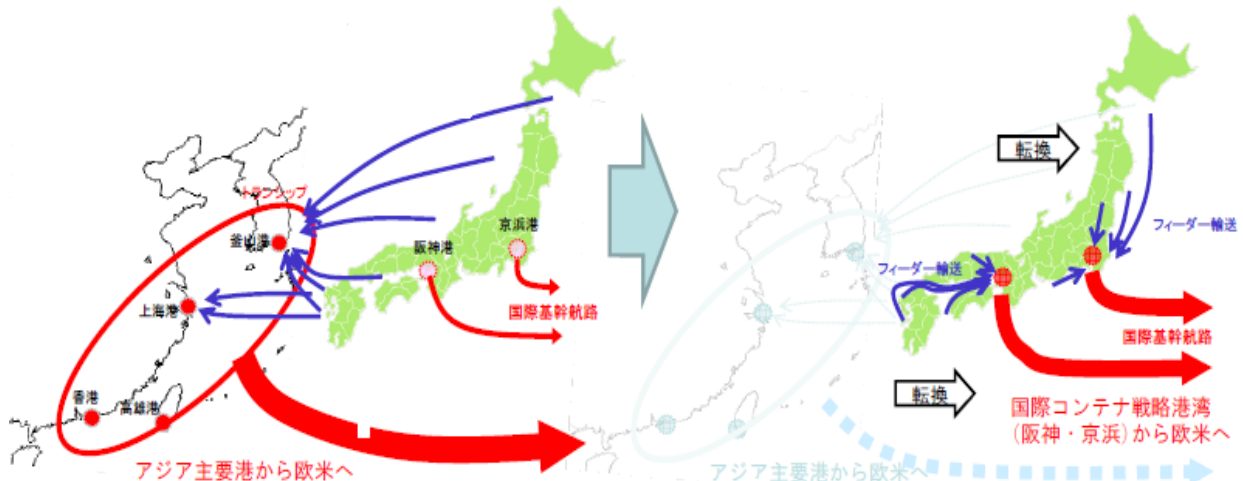 トランシップ
釜山港
上海港
香港
高雄港
阪神港
京浜港
国際基幹航路
アジア主要港から欧米へ
転換
フィーダー輸送
フィーダー輸送
国際基幹航路
転換
国際コンテナ戦略港湾
(阪神・京浜)から欧米へ
アジア主要港から欧米へ